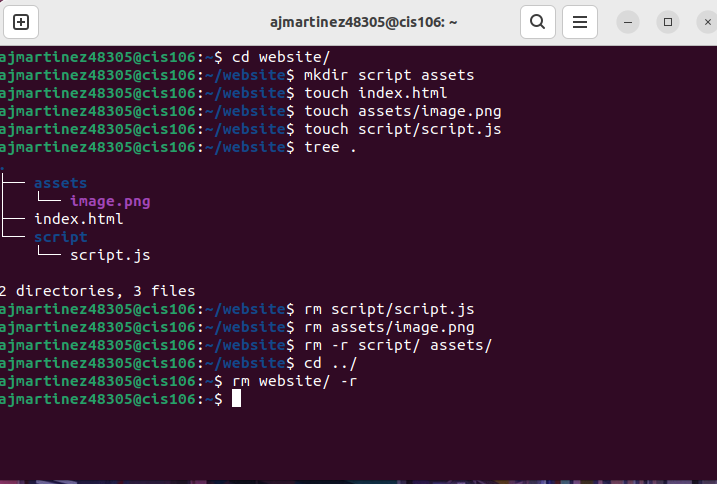 ajmartinez48305@cis106: ~
ajmartinez48305@cis106:~$ cd website/
ajmartinez48305@cis106:~/website$ mkdir script assets
ajmartinez48305@cis106:~/website$ touch index.html
ajmartinez48305@cis106:~/website$ touch assets/image.png
ajmartinez48305@cis106:~/website$ touch script/script.js
ajmartinez48305@cis106:~/website$ tree .
.
├── assets
│   └── image.png
├── index.html
└── script
    └── script.js
2 directories, 3 files
ajmartinez48305@cis106:~/website$ rm script/script.js
ajmartinez48305@cis106:~/website$ rm assets/image.png
ajmartinez48305@cis106:~/website$ rm -r script/ assets/
ajmartinez48305@cis106:~/website$ cd ../
ajmartinez48305@cis106:~$ rm website/ -r
ajmartinez48305@cis106:~$